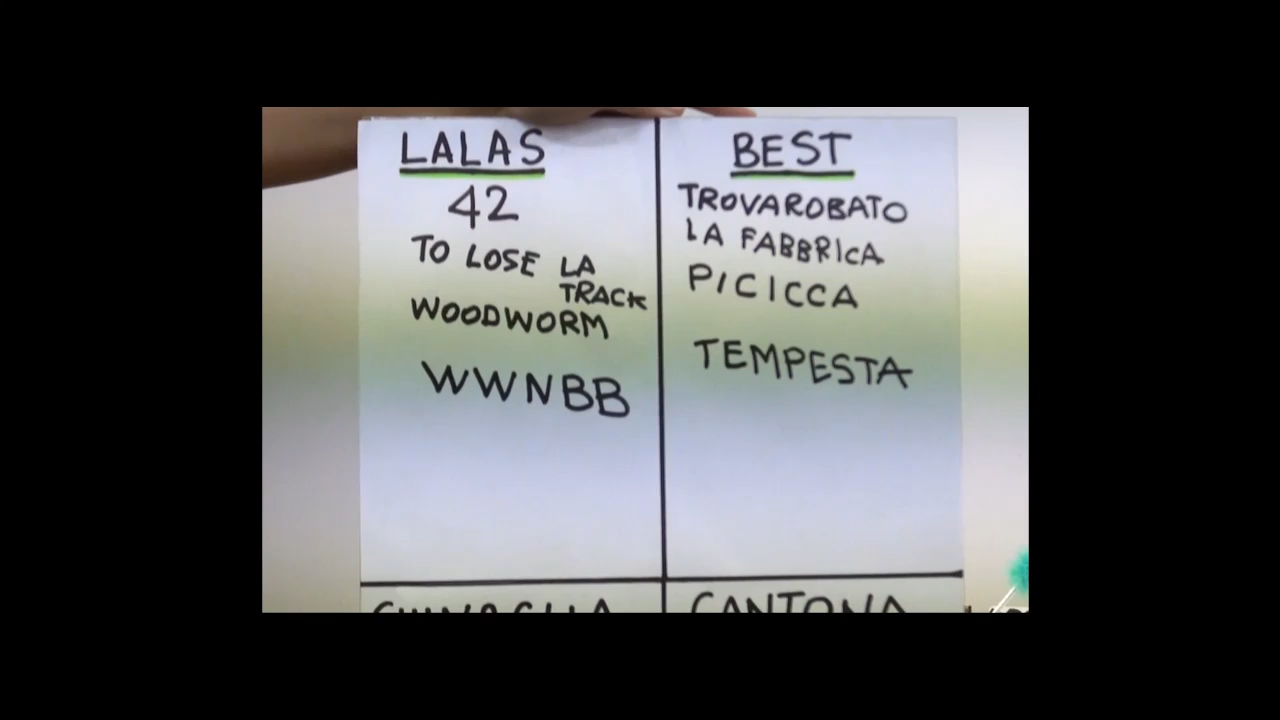 LALAS
42
TO LOSE LA
TRACK
WOODWORM
WWNBB
BEST
TROVAROBATO
LA FABBRICA
PICICCA
TEMPESTA
CANTONA